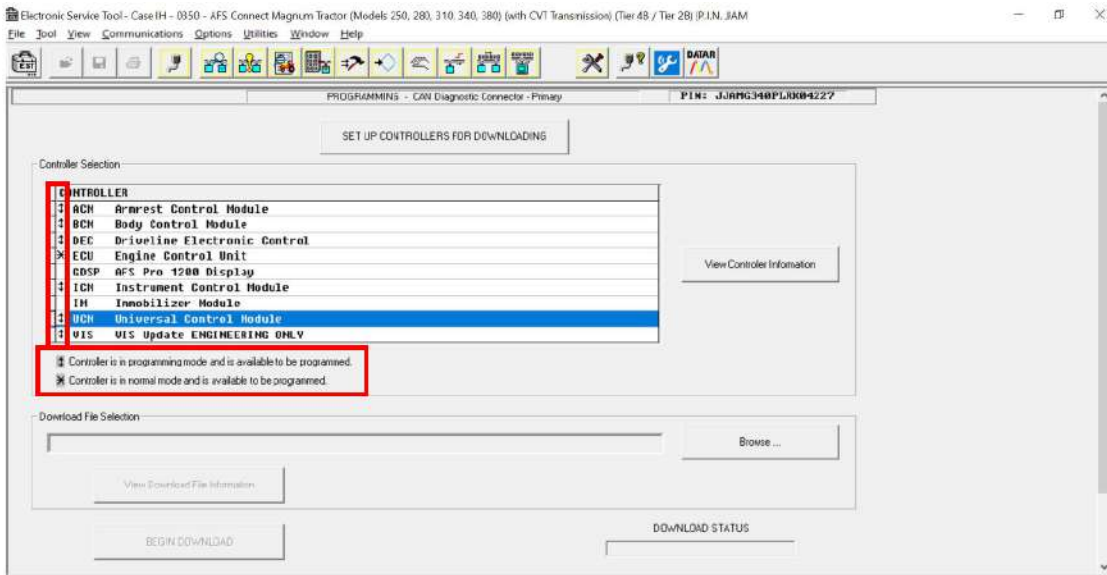 Electronic Service Tool - Case IH - 0350 - AFS Connect Magnum Tractor (Models 250, 280, 310, 340, 380) (with CVT Transmission) (Tier 4B / Tier 2B) (P.I.N. JJAM
File Tool View Communications Options Utilities Window Help
EST
DATAR
PROGRAMMING - CAN Diagnostic Connector - Primary PIN: JJAMG340PLRK04227
SET UP CONTROLLERS FOR DOWNLOADING
Controller Selection
CONTROLLER
ACM Armrest Control Module
BCM Body Control Module
DEC Driveline Electronic Control
ECU Engine Control Unit
GDSP AFS Pro 1200 Display
ICM Instrument Control Module
IM Immobilizer Module
UCM Universal Control Module
VIS VIS Update ENGINEERING ONLY
View Controller Information
Controller is in programming mode and is available to be programmed.
Controller is in normal mode and is available to be programmed.
Download File Selection
Browse ...
View Download File Information
BEGIN DOWNLOAD
DOWNLOAD STATUS